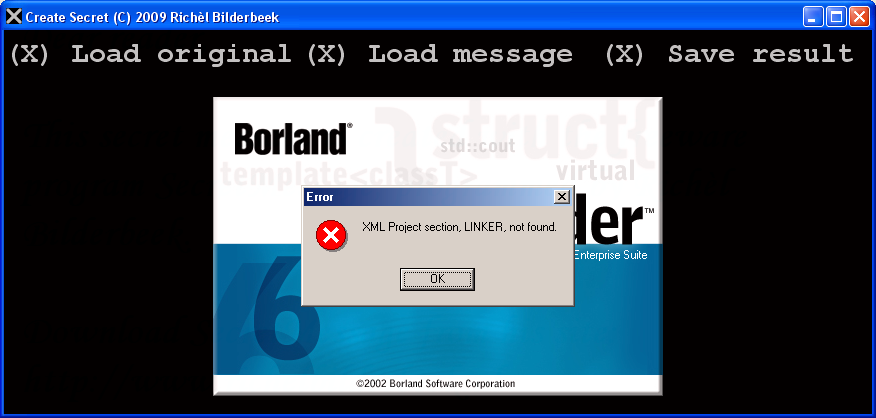 Create Secret (C) 2009 Richèl Bilderbeek
(X) Load original (X) Load message (X) Save result
struct{
Borland®
std::cout
template<classT>
virtual
Error
XML Project section, LINKER, not found.
der™
Enterprise Suite
OK
6
©2002 Borland Software Corporation